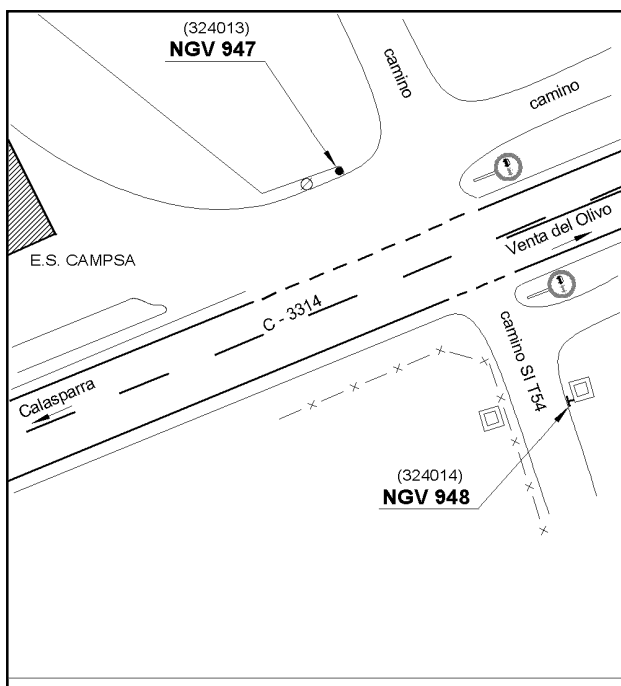 (324013)
NGV 947
camino
camino
E.S. CAMPSA
Venta del Olivo
C - 3314
camino SI T54
Calasparra
(324014)
NGV 948